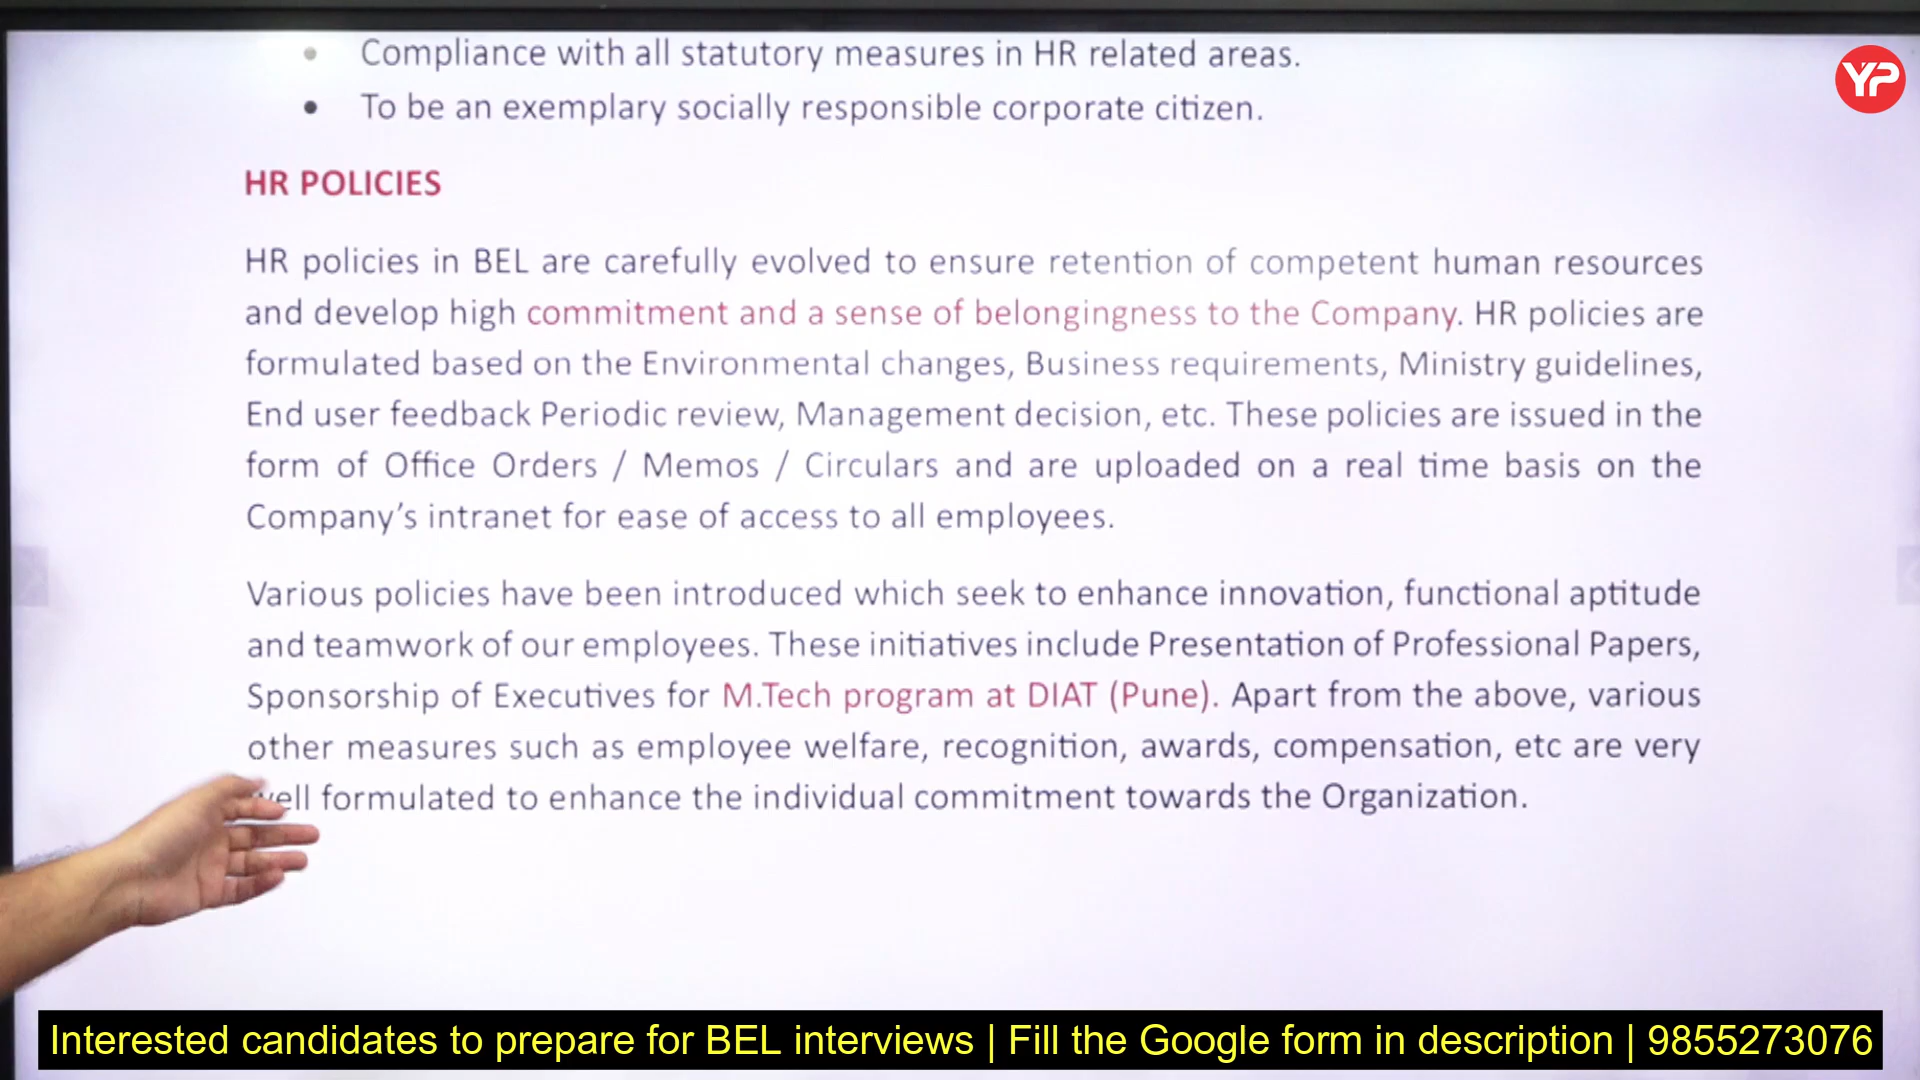 • Compliance with all statutory measures in HR related areas.
• To be an exemplary socially responsible corporate citizen.
YP
HR POLICIES
HR policies in BEL are carefully evolved to ensure retention of competent human resources
and develop high commitment and a sense of belongingness to the Company. HR policies are
formulated based on the Environmental changes, Business requirements, Ministry guidelines,
End user feedback Periodic review, Management decision, etc. These policies are issued in the
form of Office Orders / Memos / Circulars and are uploaded on a real time basis on the
Company’s intranet for ease of access to all employees.
Various policies have been introduced which seek to enhance innovation, functional aptitude
and teamwork of our employees. These initiatives include Presentation of Professional Papers,
Sponsorship of Executives for M.Tech program at DIAT (Pune). Apart from the above, various
other measures such as employee welfare, recognition, awards, compensation, etc are very
well formulated to enhance the individual commitment towards the Organization.
Interested candidates to prepare for BEL interviews | Fill the Google form in description | 9855273076